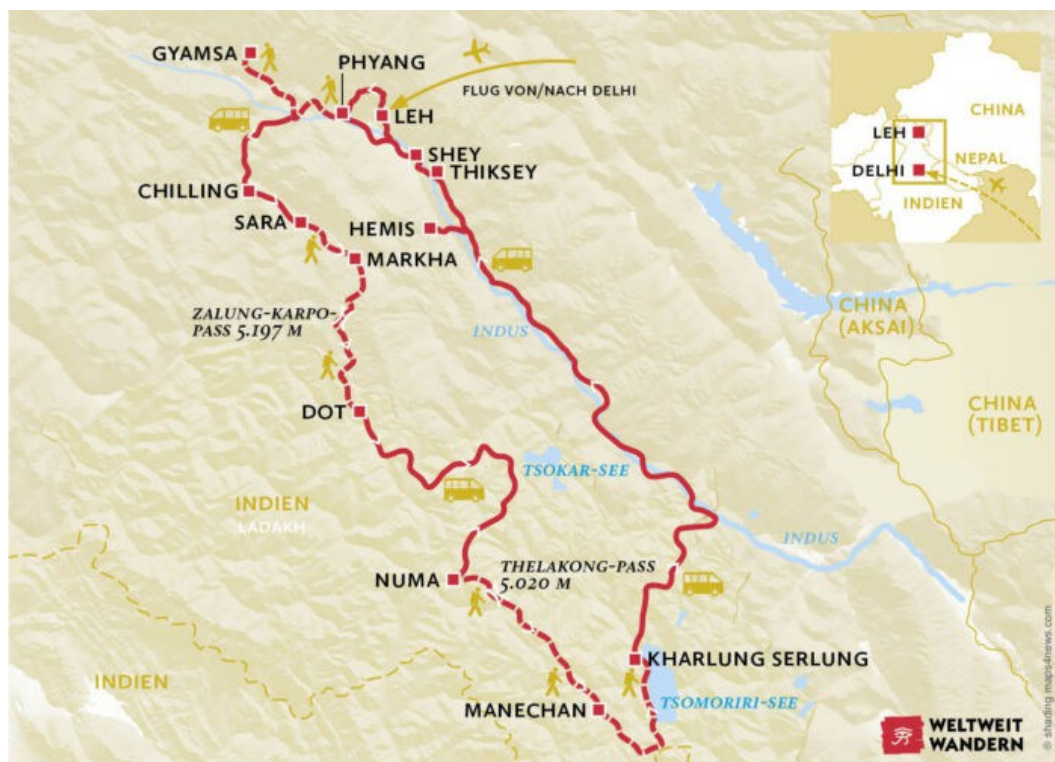 GYAMSA
PHYANG
FLUG VON/NACH DELHI
LEH
SHEY
THIKSEY
CHILLING
SARA
HEMIS
MARKHA
ZALUNG-KARPO-
PASS 5.197 M
INDUS
DOT
TSOKAR-SEE
INDIEN
LADAKH
INDUS
NUMA
THELAKONG-PASS
5.020 M
KHARLUNG SERLUNG
INDIEN
MANECHAN
TSOMORIRI-SEE
CHINA
LEH
NEPAL
DELHI
INDIEN
CHINA
(AKSAI)
CHINA
(TIBET)
WELTWEIT
WANDERN
© shading maps4news.com